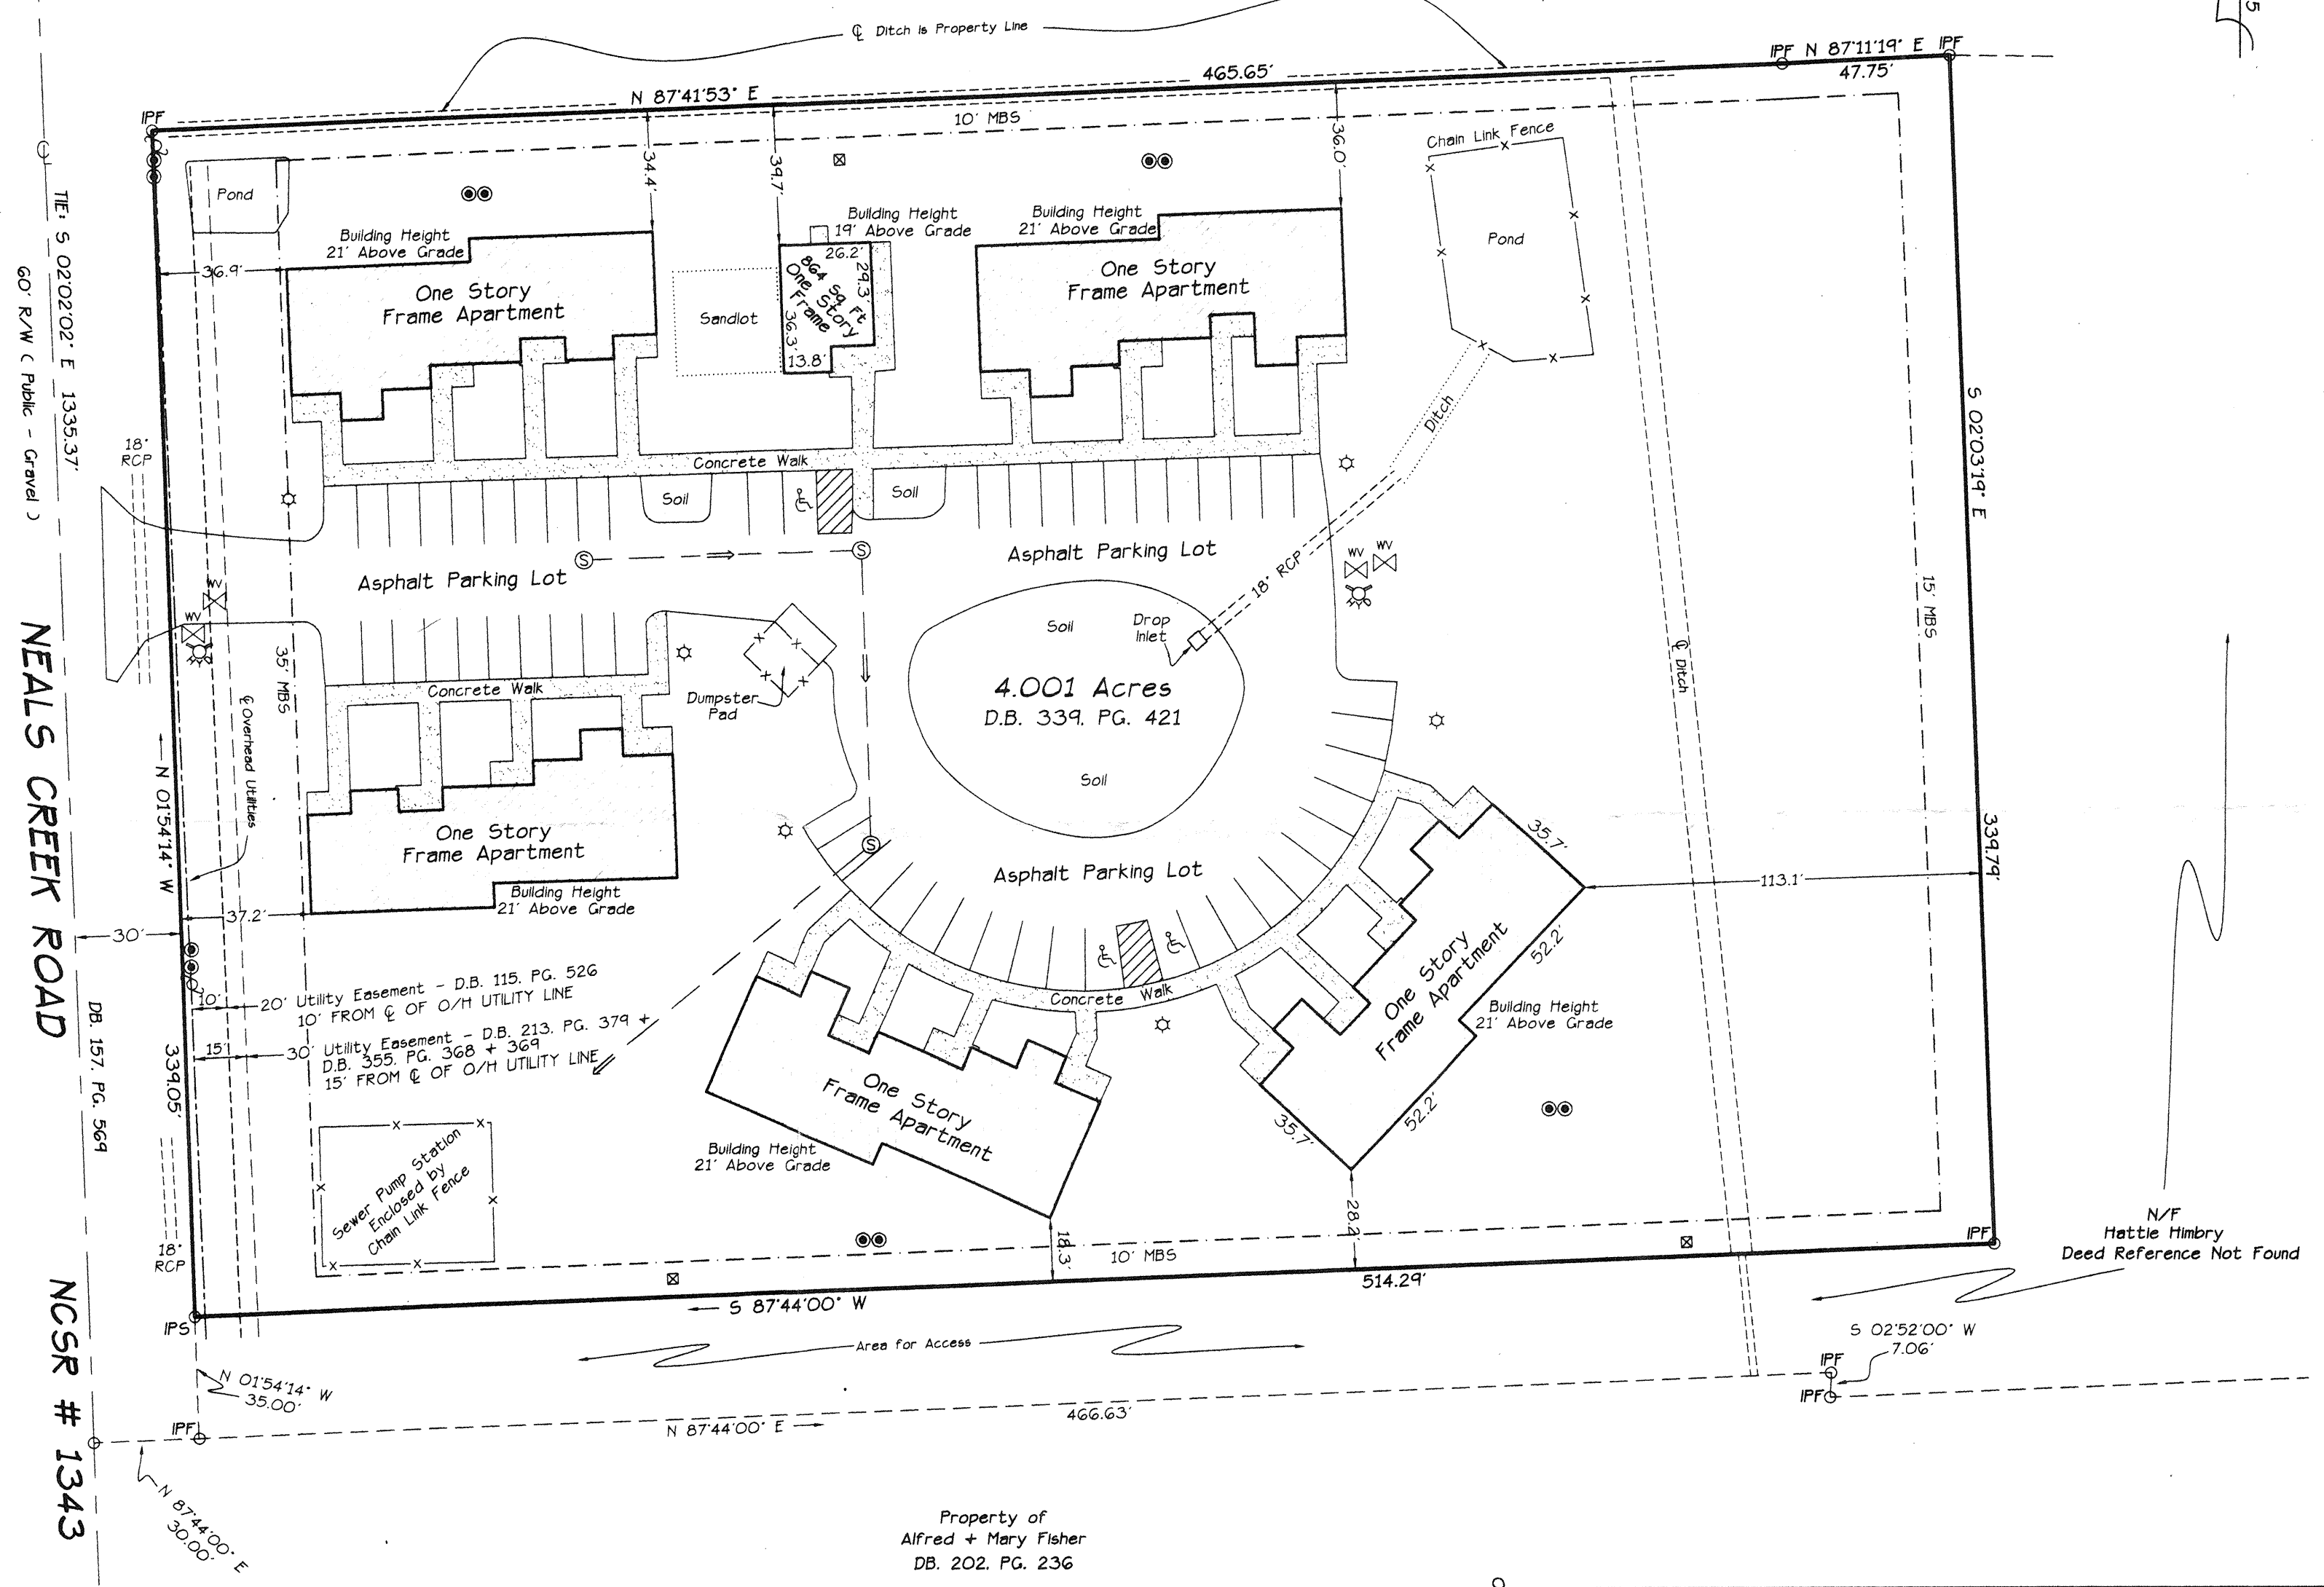 ℄ Ditch is Property Line
5
IPF N 87°11'19" E IPF
47.75'
465.65'
N 87°41'53" E
IPF
10' MBS
34.4'
39.7'
36.0'
Chain Link Fence
Pond
Pond
Building Height
21' Above Grade
Building Height
19' Above Grade
Building Height
21' Above Grade
36.9'
One Story
Frame Apartment
Sandlot
26.2'
29.3'
864 Sq. Ft
One Story
Frame
36.3'
13.8'
One Story
Frame Apartment
Ditch
TIE: S 02°02'02" E 1335.37'
60' R/W ( Public - Gravel )
18"
RCP
Concrete Walk
Soil
Soil
S 02°03'19" E
Asphalt Parking Lot
Asphalt Parking Lot
S
S
18" RCP
WV
WV
WV
WV
Drop
Inlet
Soil
4.001 Acres
D.B. 339, PG. 421
Soil
℄ Ditch
15' MBS
35' MBS
℄ Overhead Utilities
Concrete Walk
Dumpster
Pad
NEALS CREEK ROAD
N 01°54'14" W
One Story
Frame Apartment
Building Height
21' Above Grade
S
Asphalt Parking Lot
35.7'
113.1'
339.79'
37.2'
30'
52.2'
One Story
Frame Apartment
Building Height
21' Above Grade
10'
20' Utility Easement - D.B. 115, PG. 526
10' FROM ℄ OF O/H UTILITY LINE
15'
30' Utility Easement - D.B. 213, PG. 379 +
D.B. 355, PG. 368 + 369
15' FROM ℄ OF O/H UTILITY LINE
Concrete Walk
DB. 157, PG. 569
339.05'
One Story
Frame Apartment
Building Height
21' Above Grade
35.7'
52.2'
Sewer Pump Station
Enclosed by
Chain Link Fence
18"
RCP
18.3'
28.2'
10' MBS
514.29'
IPF
N/F
Hattie Himbry
Deed Reference Not Found
NCSR # 1343
IPS
S 87°44'00" W
Area for Access
S 02°52'00" W
7.06'
IPF
IPF
N 01°54'14" W
35.00'
IPF
N 87°44'00" E
466.63'
N 87°44'00" E
30.00'
Property of
Alfred + Mary Fisher
DB. 202, PG. 236